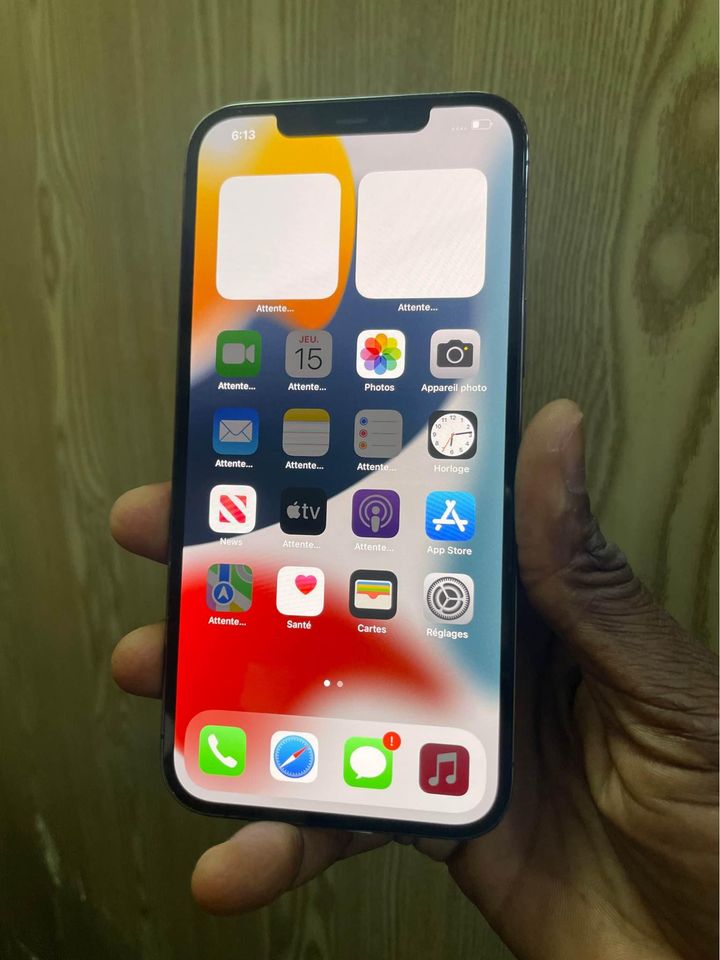 6:13
Attente...
Attente...
JEU.
15
Attente...
Attente...
Photos
Appareil photo
Attente...
Attente...
Attente...
Horloge
News
tv
Attente...
Attente...
App Store
Attente...
Santé
Cartes
Réglages
!